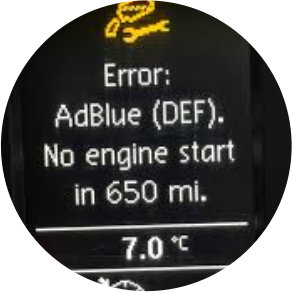 Error:
AdBlue (DEF).
No engine start
in 650 mi.
7.0 °C